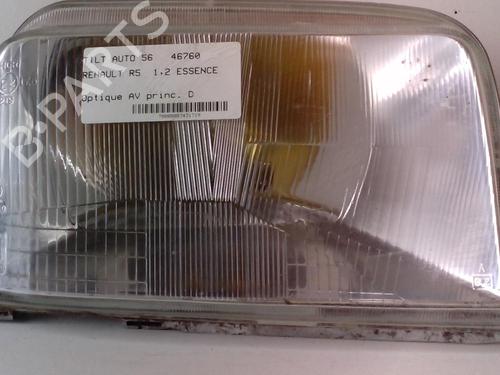 TILT AUTO 56 46760
RENAULT R5 1.2 ESSENCE
Optique AV princ. D
B-PARTS